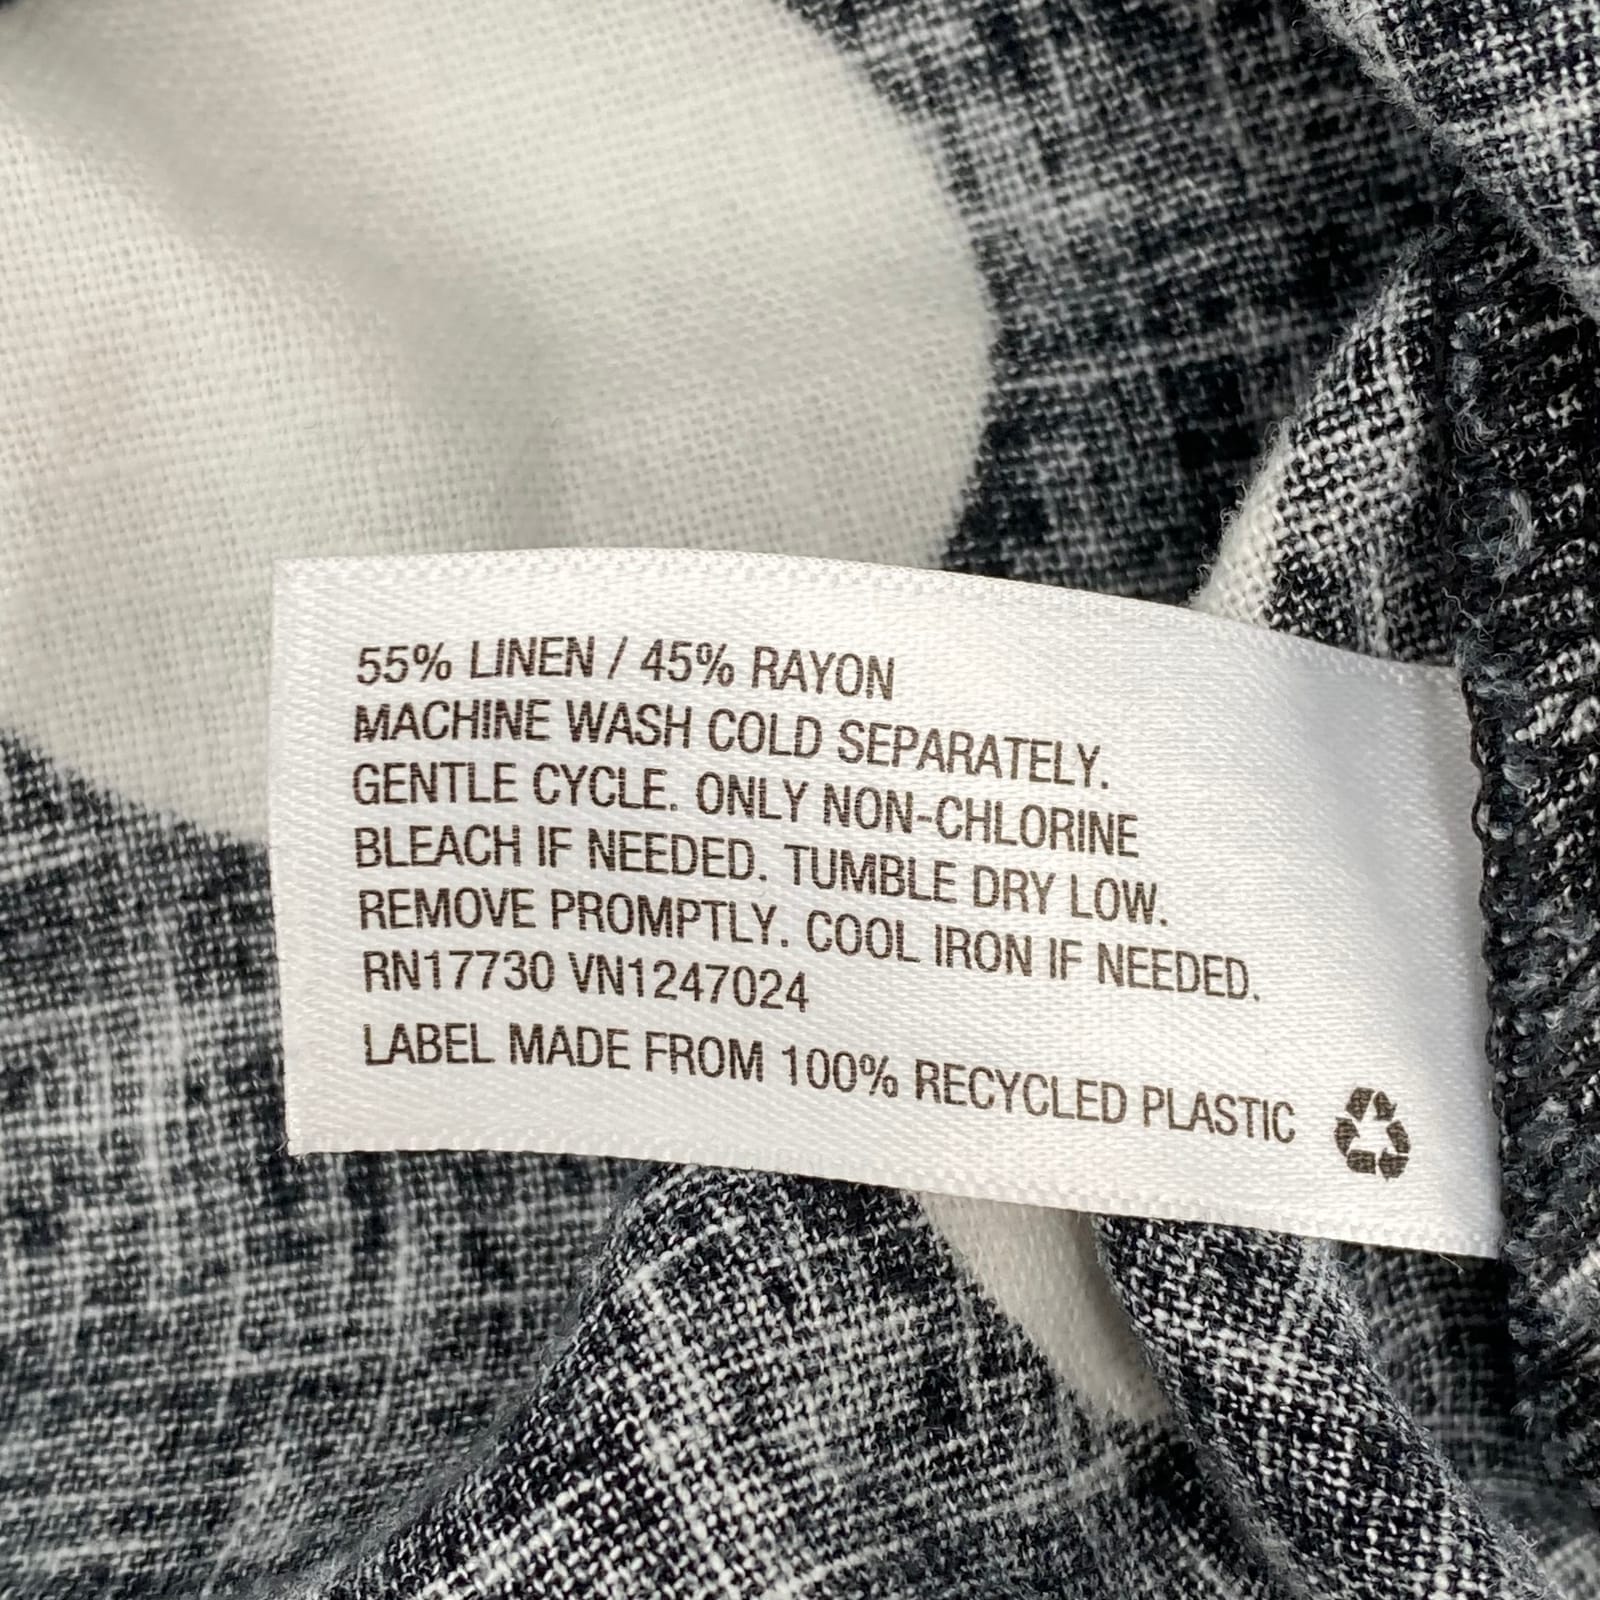 55% LINEN / 45% RAYON
MACHINE WASH COLD SEPARATELY.
GENTLE CYCLE. ONLY NON-CHLORINE
BLEACH IF NEEDED. TUMBLE DRY LOW.
REMOVE PROMPTLY. COOL IRON IF NEEDED.
RN17730 VN1247024
LABEL MADE FROM 100% RECYCLED PLASTIC